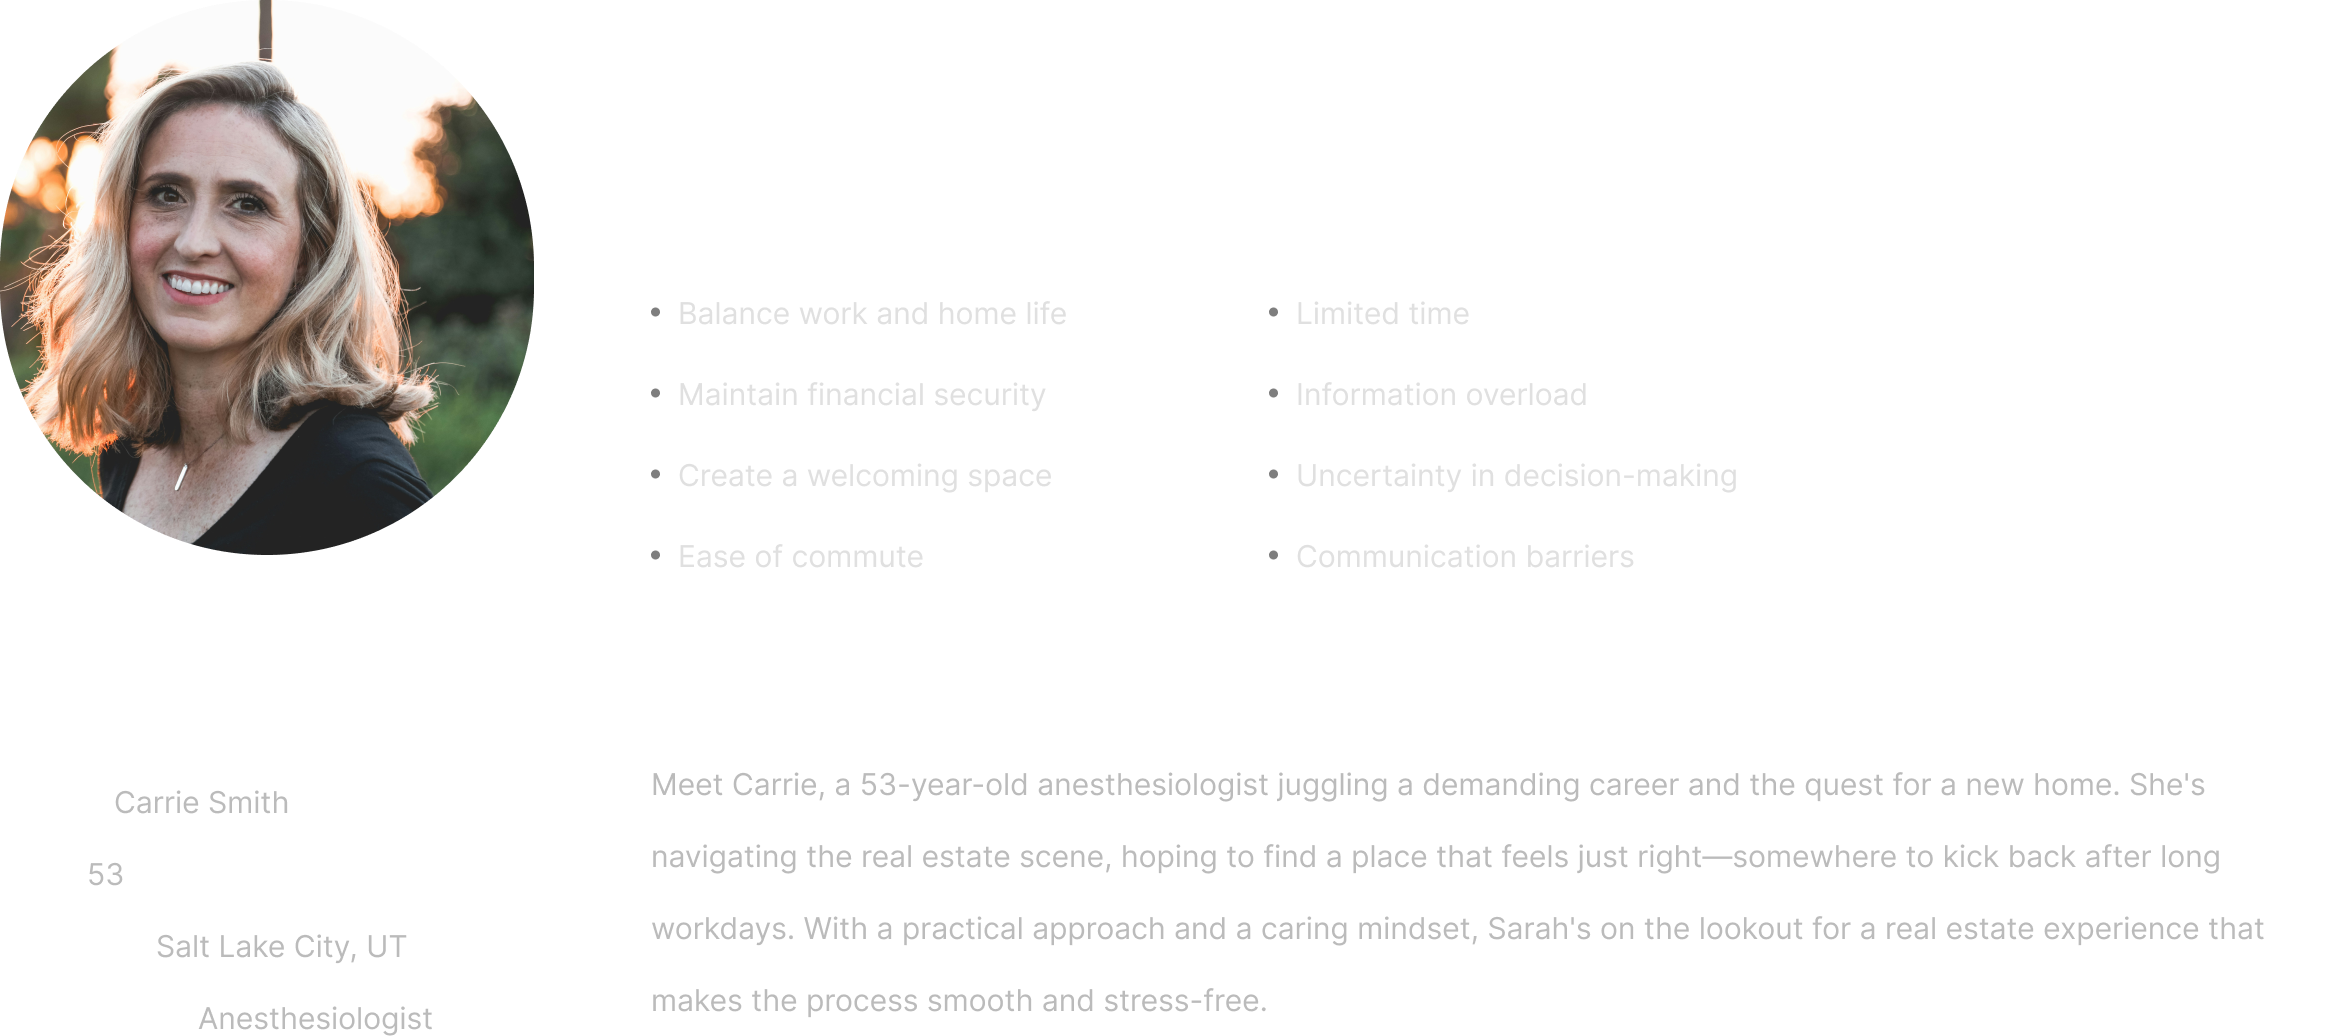 • Balance work and home life
• Maintain financial security
• Create a welcoming space
• Ease of commute
• Limited time
• Information overload
• Uncertainty in decision-making
• Communication barriers
Carrie Smith
53
Salt Lake City, UT
Anesthesiologist
Meet Carrie, a 53-year-old anesthesiologist juggling a demanding career and the quest for a new home. She's
navigating the real estate scene, hoping to find a place that feels just right—somewhere to kick back after long
workdays. With a practical approach and a caring mindset, Sarah's on the lookout for a real estate experience that
makes the process smooth and stress-free.